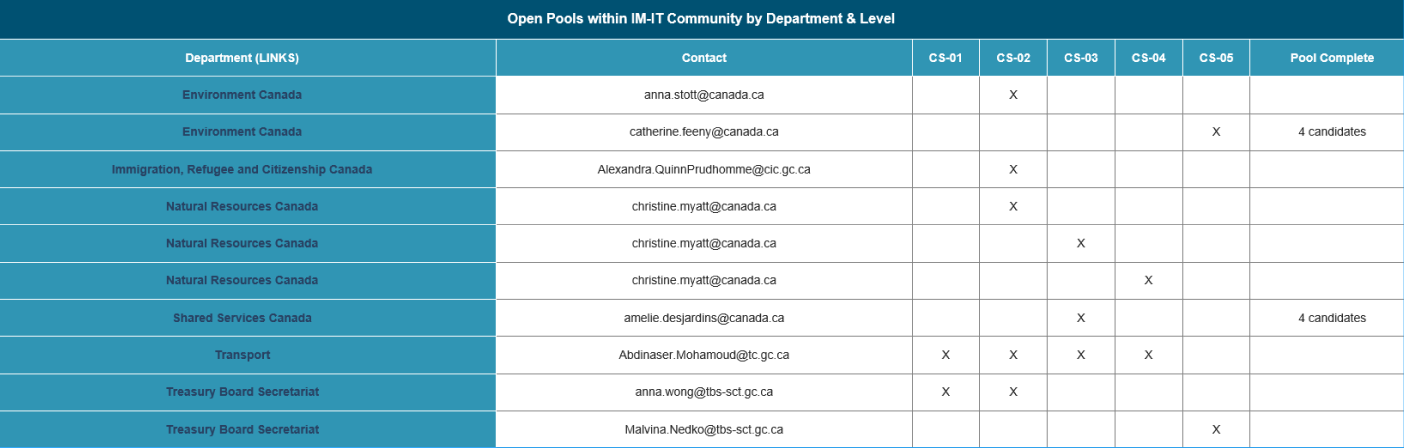 Open Pools within IM-IT Community by Department & Level
Department (LINKS) Contact CS-01 CS-02 CS-03 CS-04 CS-05 Pool Complete
Environment Canada anna.stott@canada.ca X
Environment Canada catherine.feeny@canada.ca X 4 candidates
Immigration, Refugee and Citizenship Canada Alexandra.QuinnPrudhomme@cic.gc.ca X
Natural Resources Canada christine.myatt@canada.ca X
Natural Resources Canada christine.myatt@canada.ca X
Natural Resources Canada christine.myatt@canada.ca X
Shared Services Canada amelie.desjardins@canada.ca X 4 candidates
Transport Abdinaser.Mohamoud@tc.gc.ca X X X X
Treasury Board Secretariat anna.wong@tbs-sct.gc.ca X X
Treasury Board Secretariat Malvina.Nedko@tbs-sct.gc.ca X